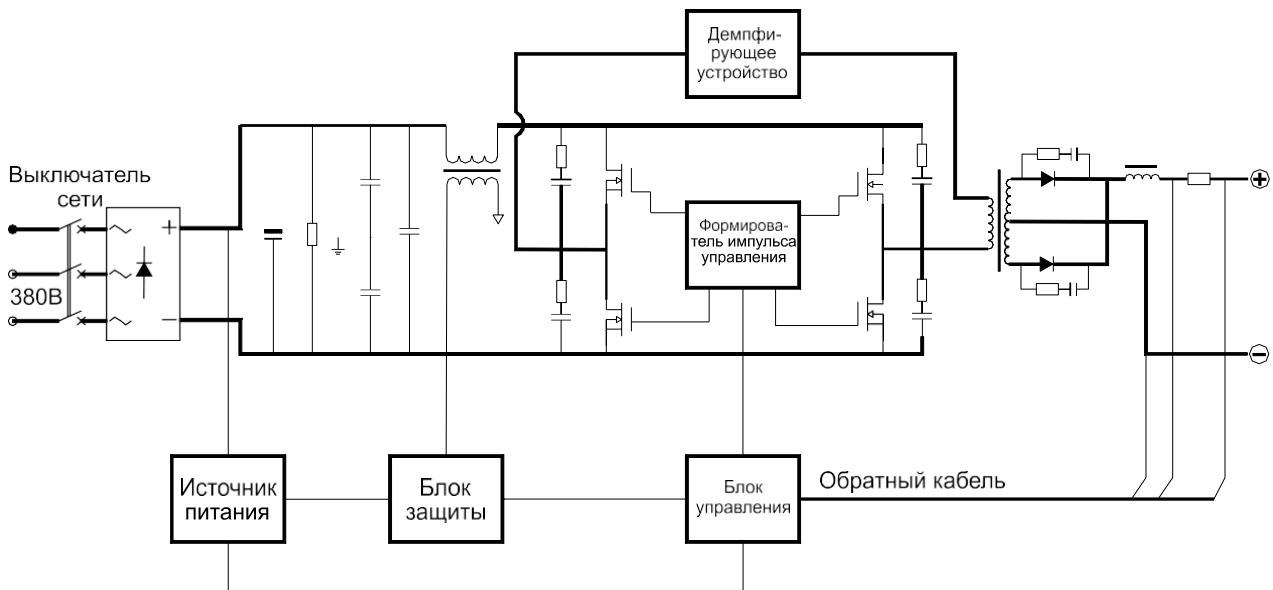 Демпфи-
рующее
устройство
Выключатель
сети
+
380В
−
Формирова-
тель импульса
управления
+
−
Источник
питания
Блок
защиты
Блок
управления
Обратный кабель